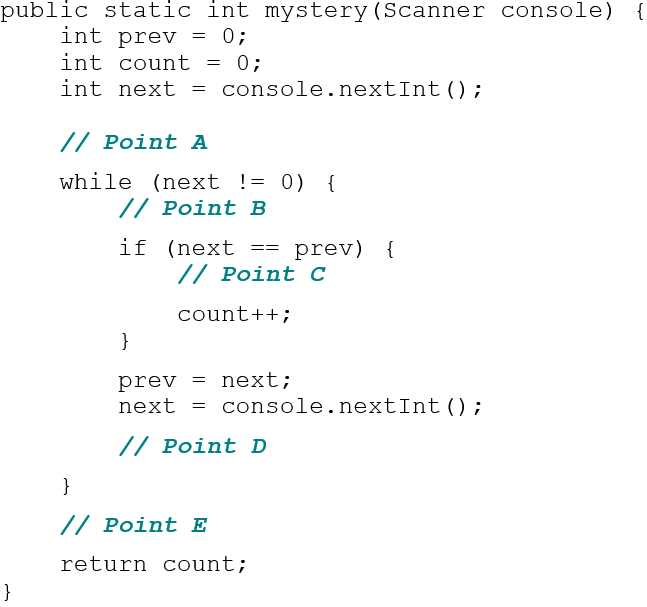 public static int mystery(Scanner console) {
    int prev = 0;
    int count = 0;
    int next = console.nextInt();
    // Point A
    while (next != 0) {
        // Point B
        if (next == prev) {
            // Point C
            count++;
        }
        prev = next;
        next = console.nextInt();
        // Point D
    }
    // Point E
    return count;
}